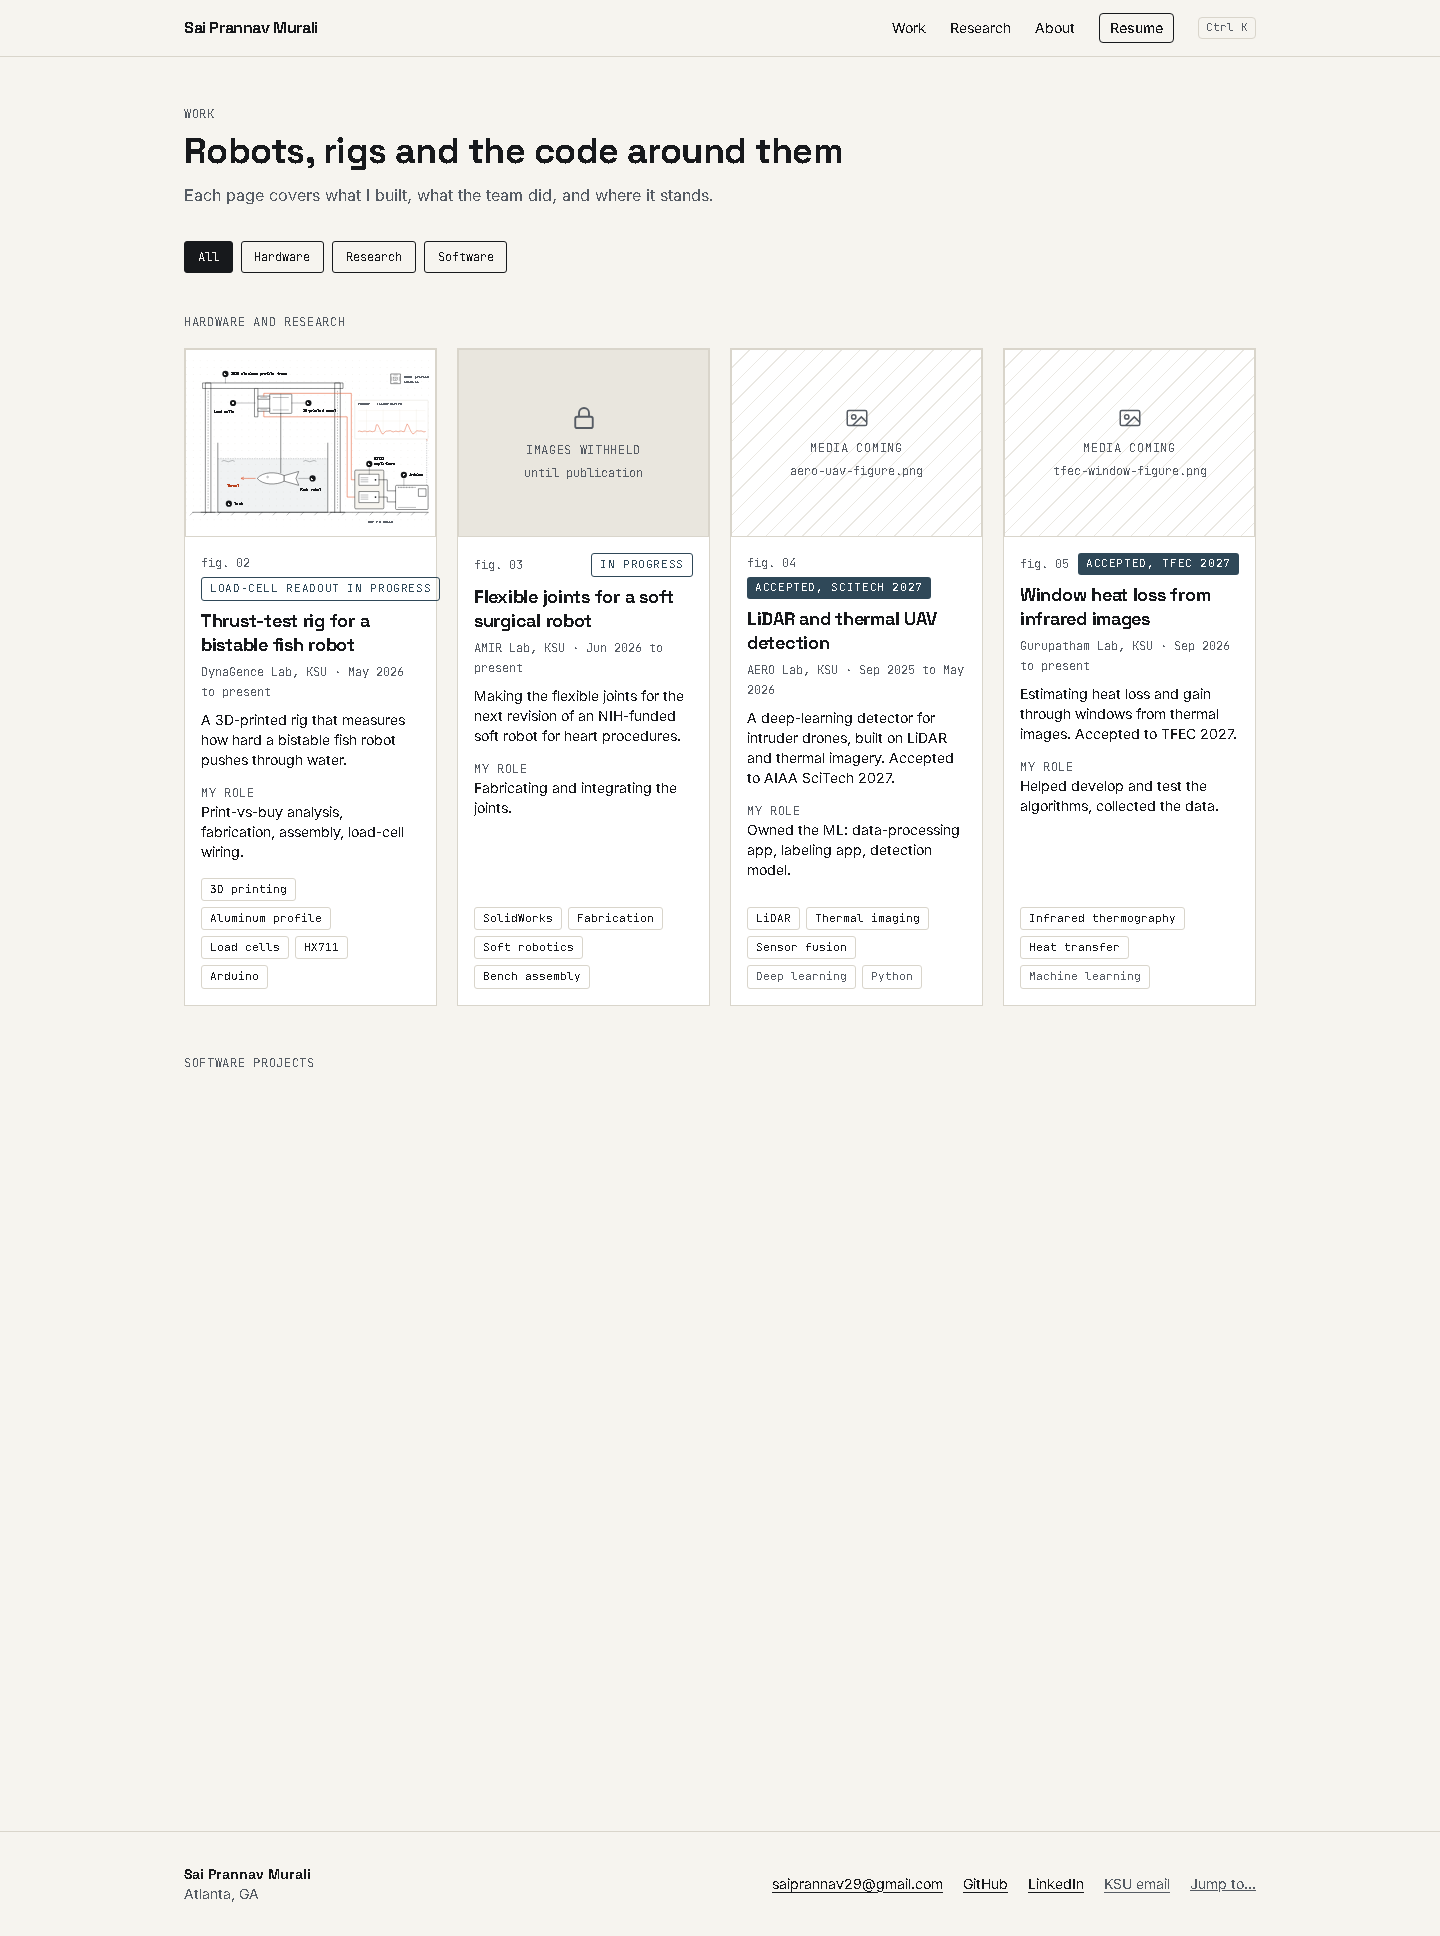 Sai Prannav Murali
Work
Research
About
Resume
Ctrl K
WORK
Robots, rigs and the code around them
Each page covers what I built, what the team did, and where it stands.
All
Hardware
Research
Software
HARDWARE AND RESEARCH
Load cells
Thrust
Tank
Arduino
fig. 02
LOAD-CELL READOUT IN PROGRESS
Thrust-test rig for a
bistable fish robot
DynaGence Lab, KSU · May 2026
to present
A 3D-printed rig that measures
how hard a bistable fish robot
pushes through water.
MY ROLE
Print-vs-buy analysis,
fabrication, assembly, load-cell
wiring.
3D printing
Aluminum profile
Load cells
HX711
Arduino
IMAGES WITHHELD
until publication
fig. 03
IN PROGRESS
Flexible joints for a soft
surgical robot
AMIR Lab, KSU · Jun 2026 to
present
Making the flexible joints for the
next revision of an NIH-funded
soft robot for heart procedures.
MY ROLE
Fabricating and integrating the
joints.
SolidWorks
Fabrication
Soft robotics
Bench assembly
MEDIA COMING
aero-uav-figure.png
fig. 04
ACCEPTED, SCITECH 2027
LiDAR and thermal UAV
detection
AERO Lab, KSU · Sep 2025 to May
2026
A deep-learning detector for
intruder drones, built on LiDAR
and thermal imagery. Accepted
to AIAA SciTech 2027.
MY ROLE
Owned the ML: data-processing
app, labeling app, detection
model.
LiDAR
Thermal imaging
Sensor fusion
Deep learning
Python
MEDIA COMING
tfec-window-figure.png
fig. 05
ACCEPTED, TFEC 2027
Window heat loss from
infrared images
Gurupatham Lab, KSU · Sep 2026
to present
Estimating heat loss and gain
through windows from thermal
images. Accepted to TFEC 2027.
MY ROLE
Helped develop and test the
algorithms, collected the data.
Infrared thermography
Heat transfer
Machine learning
SOFTWARE PROJECTS
Sai Prannav Murali
Atlanta, GA
saiprannav29@gmail.com
GitHub
LinkedIn
KSU email
Jump to...